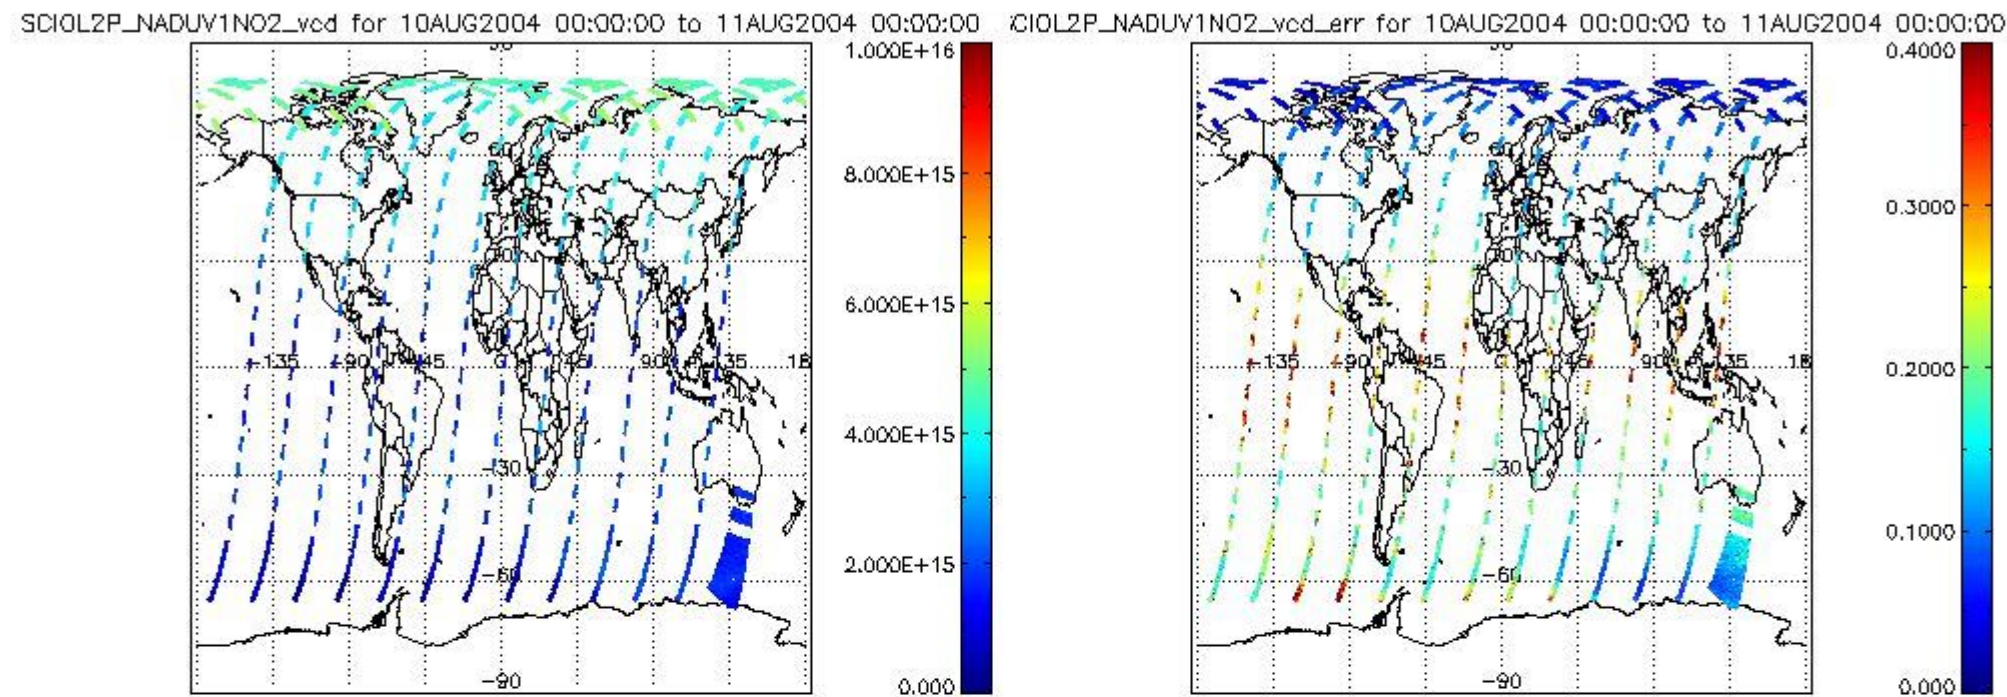 SCIOL2P_NADUV1NO2_vcd for 10AUG2004 00:00:00 to 11AUG2004 00:00:00
1.000E+16
8.000E+15
6.000E+15
4.000E+15
2.000E+15
0.000
-135 -90 -45 0 45 90 135 18
-30
-60
-90
CIOL2P_NADUV1NO2_vcd_err for 10AUG2004 00:00:00 to 11AUG2004 00:00:00
0.4000
0.3000
0.2000
0.1000
0.000
-135 -90 -45 0 45 90 135 18
-30
-60
-90